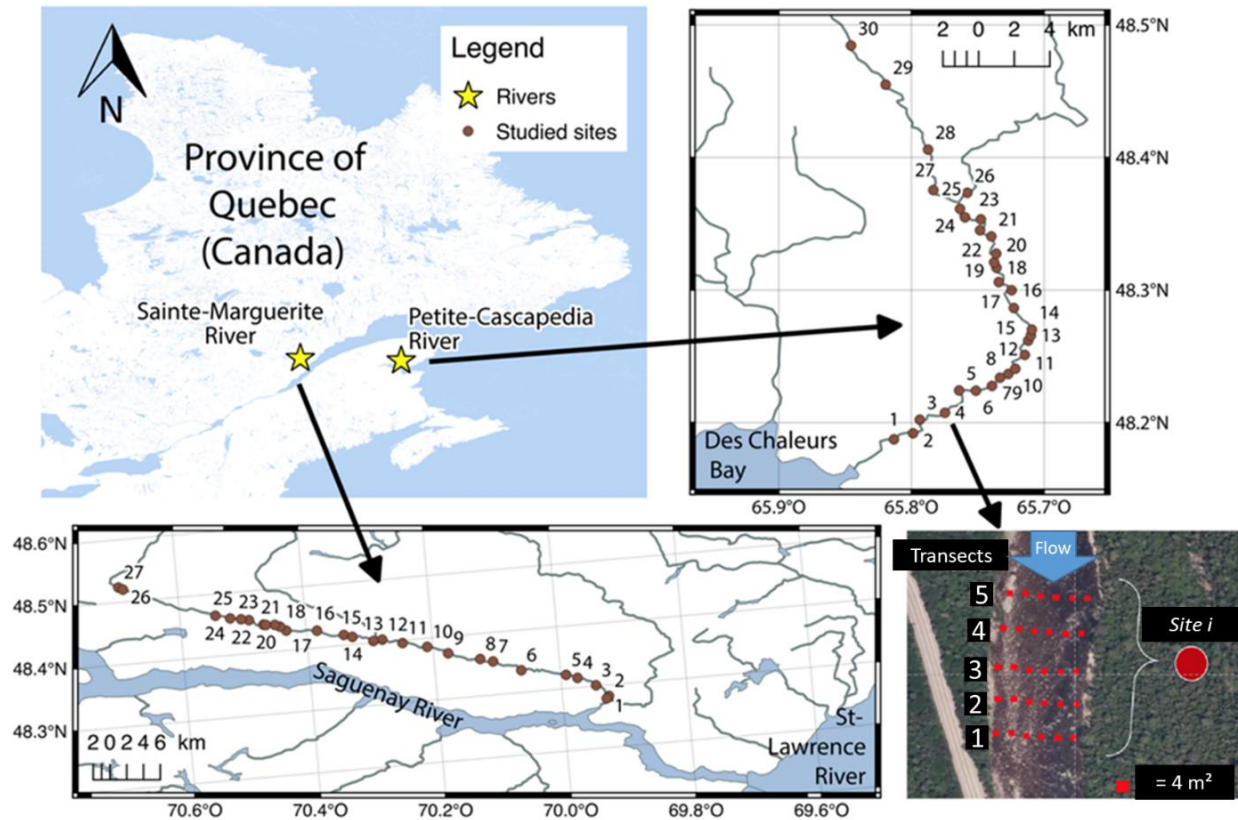 N
Province of
Quebec
(Canada)
Legend
Rivers
Studied sites
Sainte-Marguerite
River
Petite-Cascapedia
River
30
29
28
27
26
25
23
24
21
22
20
19
18
17
16
14
15
13
12
11
8
10
5
79
6
3
4
1
2
Des Chaleurs
Bay
2 0 2 4 km
48.5°N
48.4°N
48.3°N
48.2°N
65.9°O 65.8°O 65.7°O
48.6°N
48.5°N
48.4°N
48.3°N
27
26
25 23 21 18 16 15 13 12 11 10 9 8 7 6 5 4 3 2 1
24 22 20 17 14
Saguenay River
St-
Lawrence
River
2 0 2 4 6 km
70.6°O 70.4°O 70.2°O 70.0°O 69.8°O 69.6°O
Transects
Flow
5
4
3
2
1
Site i
= 4 m²